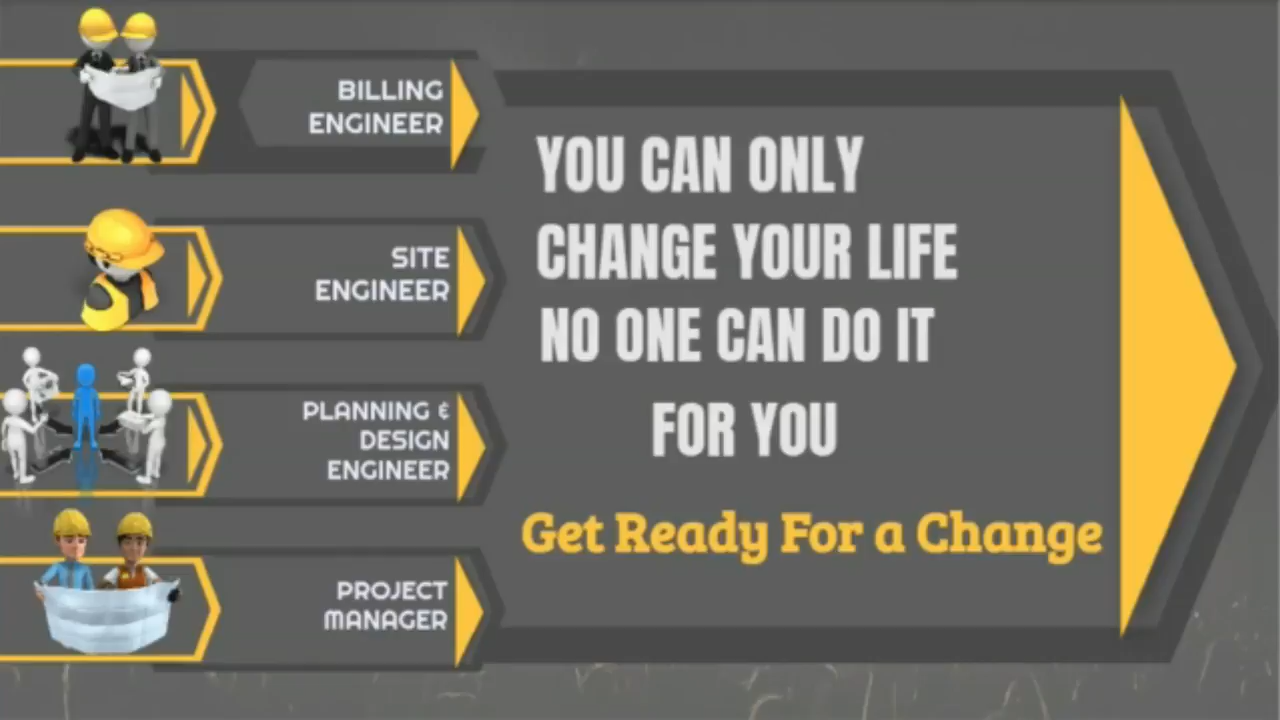 BILLING
ENGINEER
SITE
ENGINEER
PLANNING &
DESIGN
ENGINEER
PROJECT
MANAGER
YOU CAN ONLY
CHANGE YOUR LIFE
NO ONE CAN DO IT
FOR YOU
Get Ready For a Change